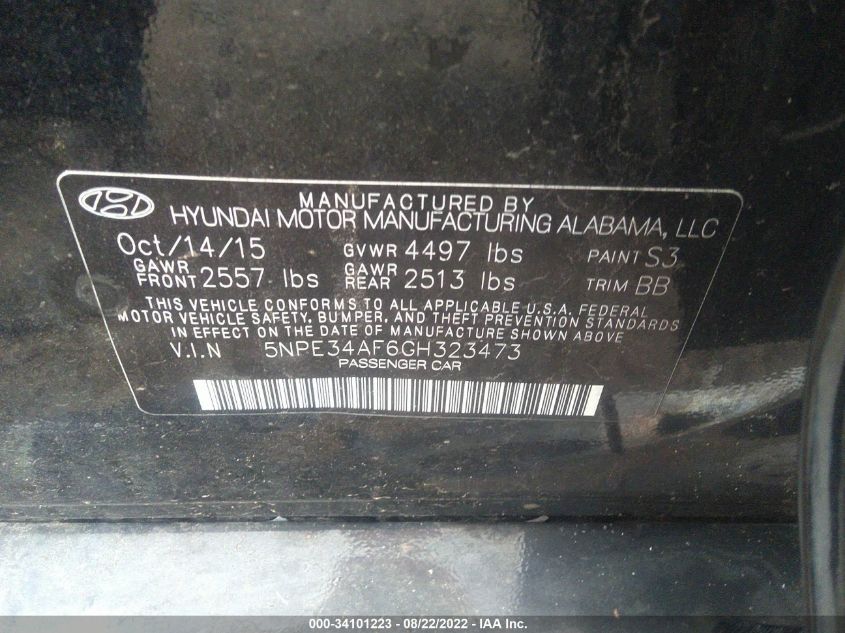 MANUFACTURED BY
HYUNDAI MOTOR MANUFACTURING ALABAMA, LLC
Oct/14/15 GVWR 4497 lbs PAINT S3
GAWR FRONT 2557 lbs GAWR REAR 2513 lbs TRIM BB
THIS VEHICLE CONFORMS TO ALL APPLICABLE U.S.A. FEDERAL
MOTOR VEHICLE SAFETY, BUMPER, AND THEFT PREVENTION STANDARDS
IN EFFECT ON THE DATE OF MANUFACTURE SHOWN ABOVE
V.I.N 5NPE34AF6GH323473
PASSENGER CAR
000-34101223 - 08/22/2022 - IAA Inc.